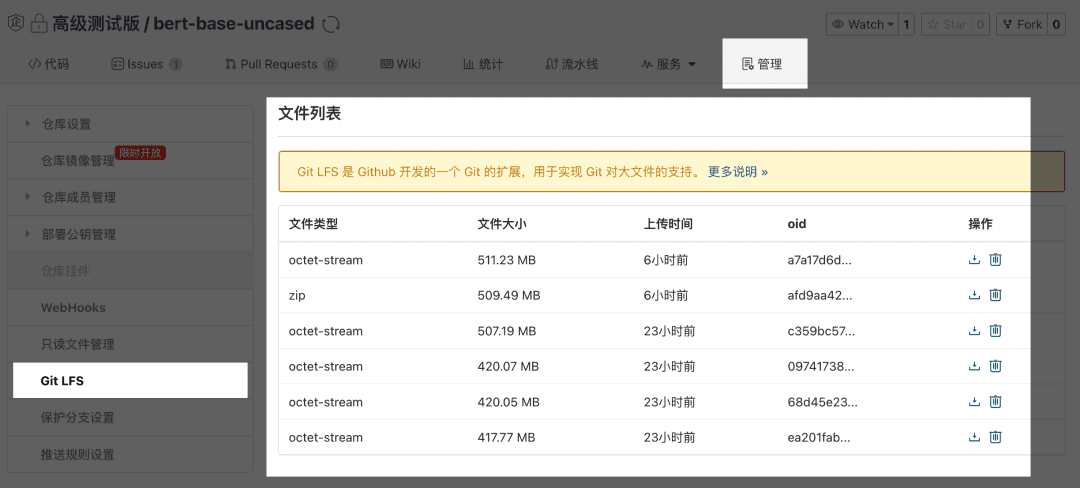 高级测试版 / bert-base-uncased
Watch 1 Star 0 Fork 0
代码 Issues 3 Pull Requests 0 Wiki 统计 流水线 服务 管理
仓库设置
仓库镜像管理 限时开放
仓库成员管理
部署公钥管理
仓库挂件
WebHooks
只读文件管理
Git LFS
保护分支设置
推送规则设置
文件列表
Git LFS 是 Github 开发的一个 Git 的扩展，用于实现 Git 对大文件的支持。 更多说明 »
文件类型 文件大小 上传时间 oid 操作
octet-stream 511.23 MB 6小时前 a7a17d6d...
zip 509.49 MB 6小时前 afd9aa42...
octet-stream 507.19 MB 23小时前 c359bc57...
octet-stream 420.07 MB 23小时前 09741738...
octet-stream 420.05 MB 23小时前 68d45e23...
octet-stream 417.77 MB 23小时前 ea201fab...